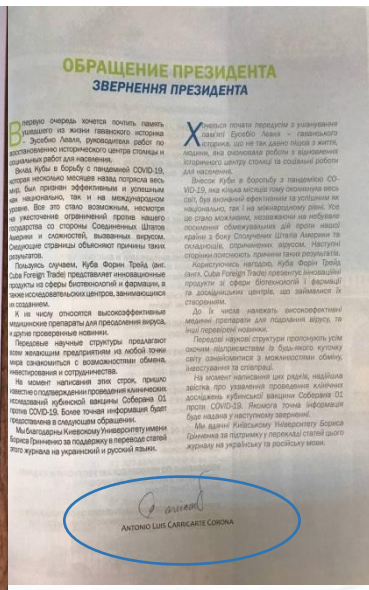 ОБРАЩЕНИЕ ПРЕЗИДЕНТА
ЗВЕРНЕННЯ ПРЕЗИДЕНТА
В первую очередь хочется почтить память
ушедшего из жизни гаванского историка
– Эусебио Леаля, руководителя работ по
восстановлению исторического центра столицы и
социальных работ для населения.
Вклад Кубы в борьбу с пандемией COVID-19,
которая несколько месяцев назад потрясла весь
мир, был признан эффективным и успешным
как национально, так и на международном
уровне. Все это стало возможным, несмотря
на ужесточение ограничений против нашего
государства со стороны Соединенных Штатов
Америки и сложностей, вызванных вирусом.
Следующие страницы объясняют причины таких
результатов.
Пользуясь случаем, Куба Форин Трейд (анг.
Cuba Foreign Trade) представляет инновационные
продукты из сферы биотехнологий и фармации, а
также исследовательских центров, занимающихся
их созданием.
К их числу относятся высокоэффективные
медицинские препараты для преодоления вируса,
и другие проверенные новинки.
Передовые научные структуры предлагают
всем желающим предприятиям из любой точки
мира ознакомиться с возможностями обмена,
инвестирования и сотрудничества.
На момент написания этих строк, пришло
известие о подтверждении проведения клинических
исследований кубинской вакцины Соберана 01
против COVID-19. Более точная информация будет
предоставлена в следующем обращении.
Мы благодарны Киевскому Университету имени
Бориса Гринченко за поддержку в переводе статей
этого журнала на украинский и русский языки.
Хочеться почати передусім з ушанування
пам'яті Еусебіо Леаля – гаванського
історика, що не так давно пішов з життя,
людини, яка очолювала роботи з відновлення
історичного центру столиці та соціальні роботи
для населення.
Внесок Куби в боротьбу з пандемією CO-
VID-19, яка кілька місяців тому сколихнула весь
світ, був визнаний ефективним та успішним як
національно, так і на міжнародному рівні. Усе
це стало можливим, незважаючи на небувале
посилення обмежувальних дій проти нашої
країни з боку Сполучених Штатів Америки та
складнощів, спричинених вірусом. Наступні
сторінки пояснюють причини таких результатів.
Користуючись нагодою, Куба Форин Трейд
(анг. Cuba Foreign Trade) презентує інноваційні
продукти зі сфери біотехнологій і фармації
та дослідницьких центрів, що займалися їх
створенням.
До їх числа належать високоефективні
медичні препарати для подолання вірусу, та
інші перевірені новинки.
Передові наукові структури пропонують усім
охочим підприємствам із будь-якого куточку
світу ознайомитися з можливостями обміну,
інвестування та співпраці.
На момент написання цих рядків, надійшла
звістка про ухвалення проведення клінічних
досліджень кубинської вакцини Соберана 01
проти COVID-19. Якомога точна інформація
буде надана у наступному зверненні.
Ми вдячні Київському Університету Бориса
Грінченка за підтримку у перекладі статей цього
журналу на українську та російську мови.
ANTONIO LUIS CARRICARTE CORONA